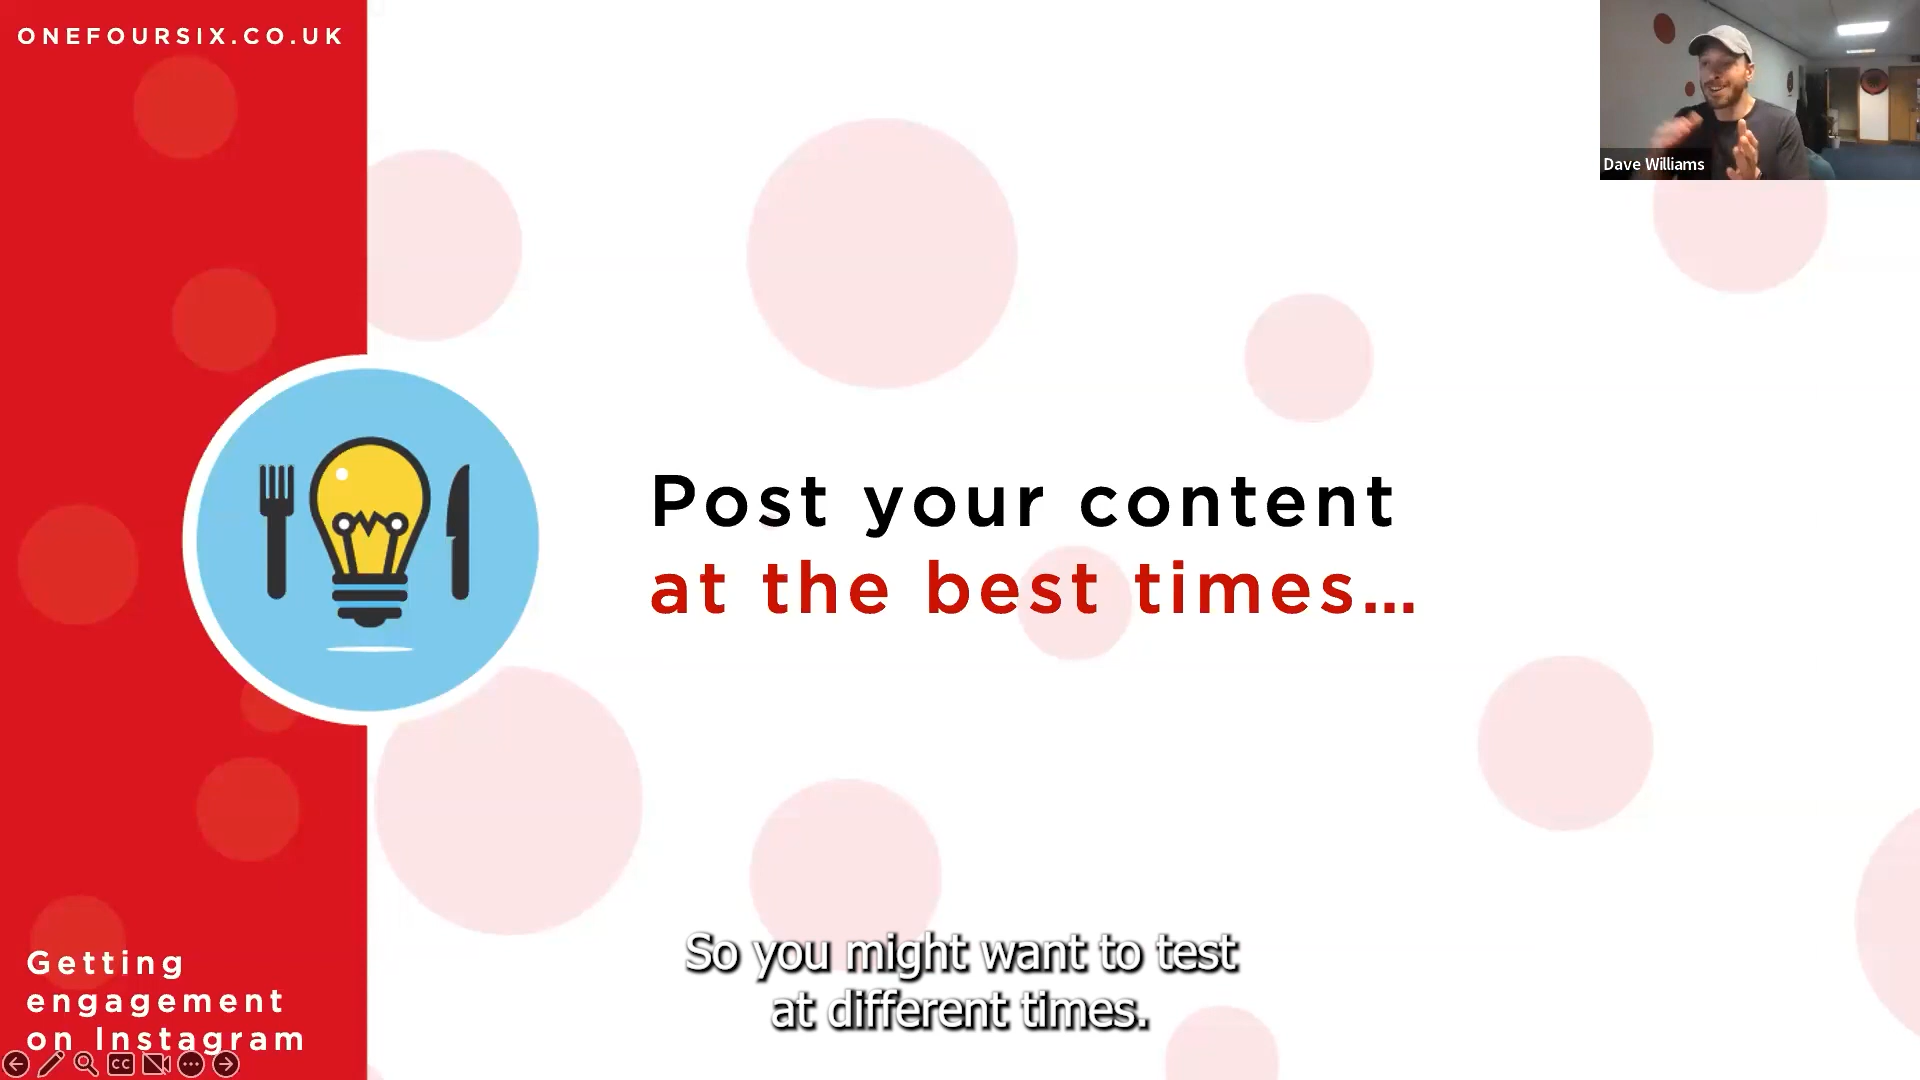 ONEFOURSIX.CO.UK
Dave Williams
Post your content
at the best times...
So you might want to test
at different times.
Getting
engagement
on Instagram
CC